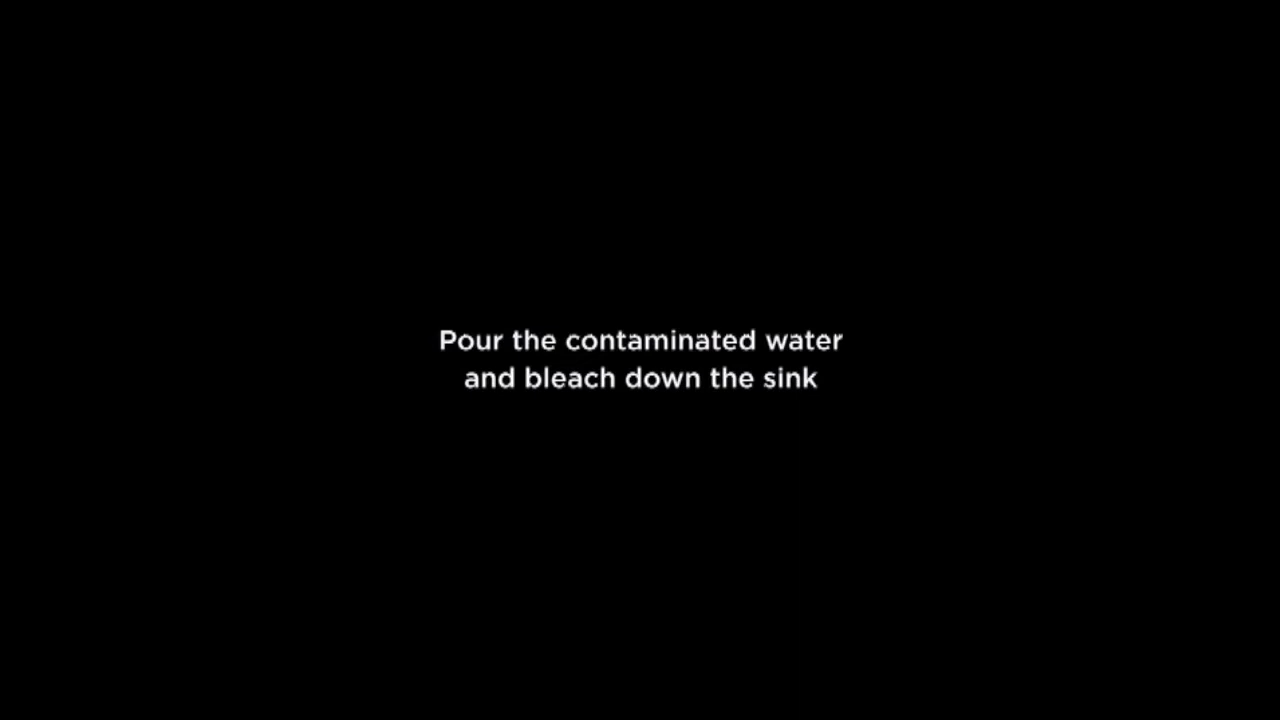 Pour the contaminated water
and bleach down the sink